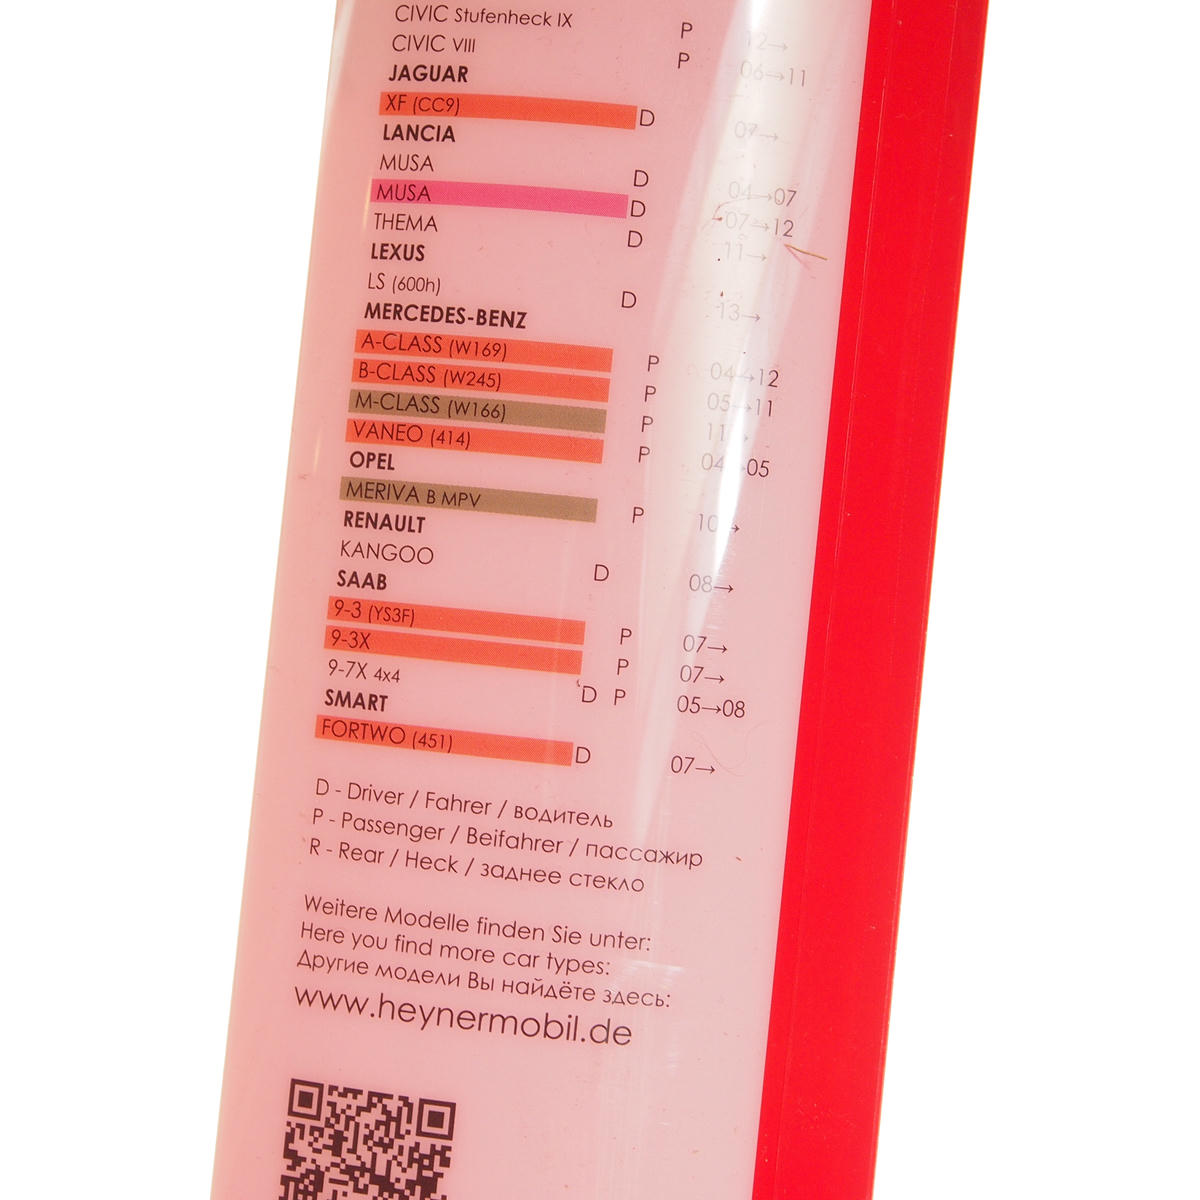 CIVIC Stufenheck IX P 12→
CIVIC VIII P 06→11
JAGUAR
XF (CC9) D 07→
LANCIA
MUSA D 04→07
MUSA D 07→12
THEMA D 11→
LEXUS
LS (600h) D 13→
MERCEDES-BENZ
A-CLASS (W169) P 04→12
B-CLASS (W245) P 05→11
M-CLASS (W166) P 11→
VANEO (414) P 04→05
OPEL
MERIVA B MPV P 10→
RENAULT
KANGOO D 08→
SAAB
9-3 (YS3F) P 07→
9-3X P 07→
9-7X 4x4 D P 05→08
SMART
FORTWO (451) D 07→
D - Driver / Fahrer / водитель
P - Passenger / Beifahrer / пассажир
R - Rear / Heck / заднее стекло
Weitere Modelle finden Sie unter:
Here you find more car types:
Другие модели Вы найдёте здесь:
www.heynermobil.de